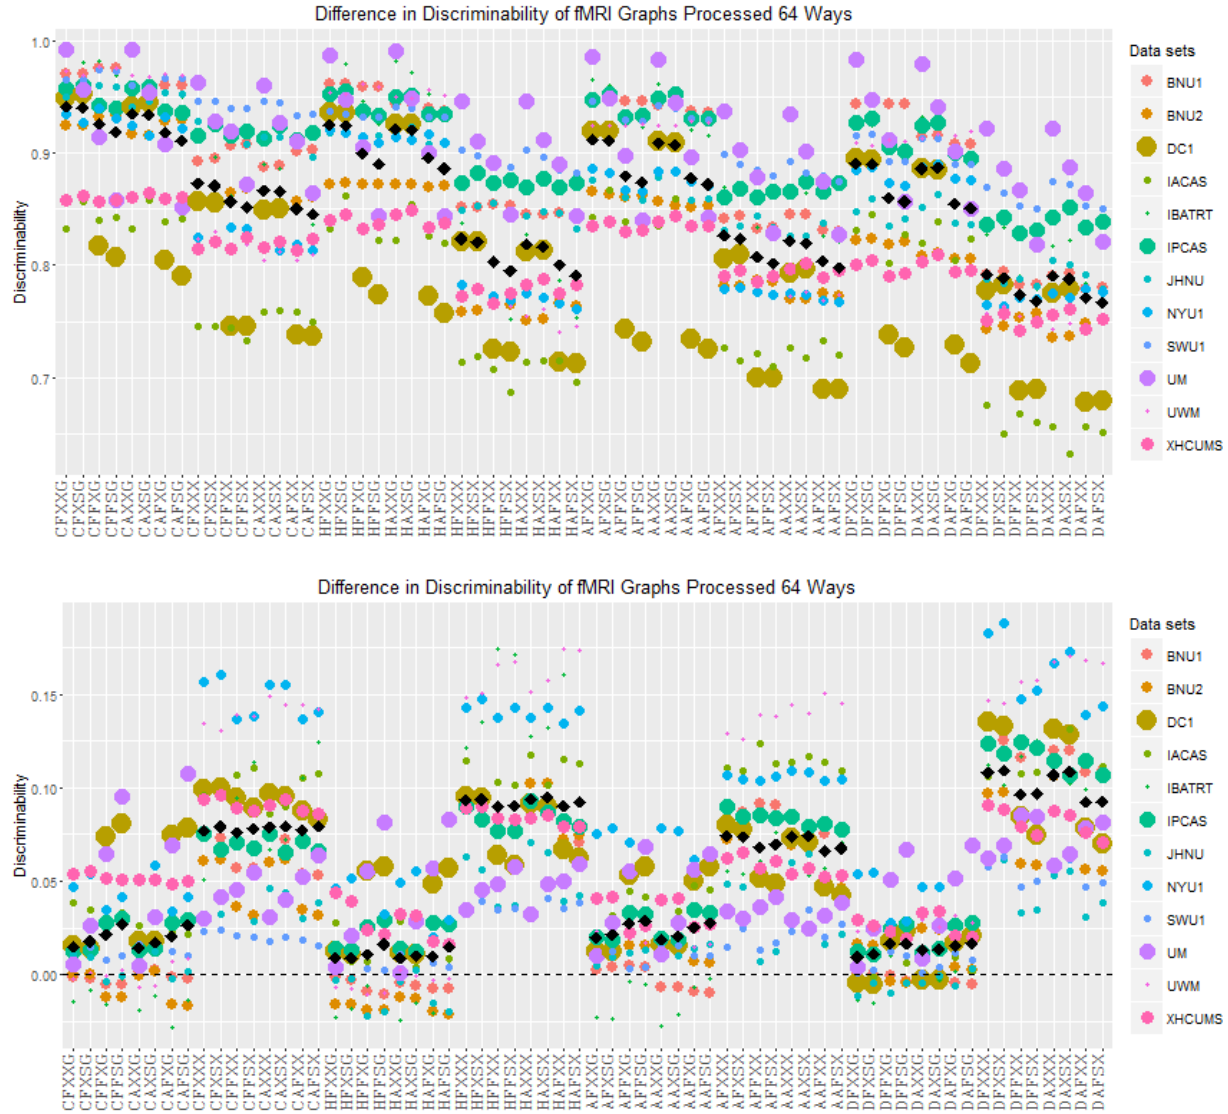 Difference in Discriminability of fMRI Graphs Processed 64 Ways
Discriminability
1.0
0.9
0.8
0.7
CFXXG
CFXSG
CFFXG
CFFSG
CAXXG
CAXSG
CAFXG
CAFSG
CFXXX
CFXSX
CFFXX
CFFSX
CAXXX
CAXSX
CAFXX
CAFSX
HFXXG
HFXSG
HFFXG
HFFSG
HAXXG
HAXSG
HAFXG
HAFSG
HFXXX
HFXSX
HFFXX
HFFSX
HAXXX
HAXSX
HAFXX
HAFSX
AFXXG
AFXSG
AFFXG
AFFSG
AAXXG
AAXSG
AAFXG
AAFSG
AFXXX
AFXSX
AFFXX
AFFSX
AAXXX
AAXSX
AAFXX
AAFSX
DFXXG
DFXSG
DFFXG
DFFSG
DAXXG
DAXSG
DAFXG
DAFSG
DFXXX
DFXSX
DFFXX
DFFSX
DAXXX
DAXSX
DAFXX
DAFSX
Data sets
BNU1
BNU2
DC1
IACAS
IBATRT
IPCAS
JHNU
NYU1
SWU1
UM
UWM
XHCUMS
Difference in Discriminability of fMRI Graphs Processed 64 Ways
Discriminability
0.15
0.10
0.05
0.00
CFXXG
CFXSG
CFFXG
CFFSG
CAXXG
CAXSG
CAFXG
CAFSG
CFXXX
CFXSX
CFFXX
CFFSX
CAXXX
CAXSX
CAFXX
CAFSX
HFXXG
HFXSG
HFFXG
HFFSG
HAXXG
HAXSG
HAFXG
HAFSG
HFXXX
HFXSX
HFFXX
HFFSX
HAXXX
HAXSX
HAFXX
HAFSX
AFXXG
AFXSG
AFFXG
AFFSG
AAXXG
AAXSG
AAFXG
AAFSG
AFXXX
AFXSX
AFFXX
AFFSX
AAXXX
AAXSX
AAFXX
AAFSX
DFXXG
DFXSG
DFFXG
DFFSG
DAXXG
DAXSG
DAFXG
DAFSG
DFXXX
DFXSX
DFFXX
DFFSX
DAXXX
DAXSX
DAFXX
DAFSX
Data sets
BNU1
BNU2
DC1
IACAS
IBATRT
IPCAS
JHNU
NYU1
SWU1
UM
UWM
XHCUMS